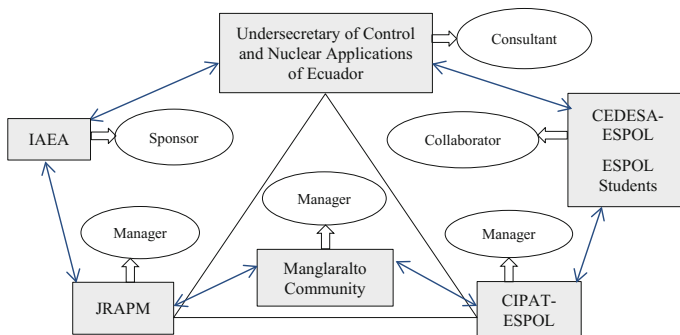 Undersecretary of Control
and Nuclear Applications
of Ecuador
Consultant
IAEA
Sponsor
Collaborator
CEDESA-
ESPOL
ESPOL
Students
Manager
Manager
Manager
JRAPM
Manglaralto
Community
CIPAT-
ESPOL